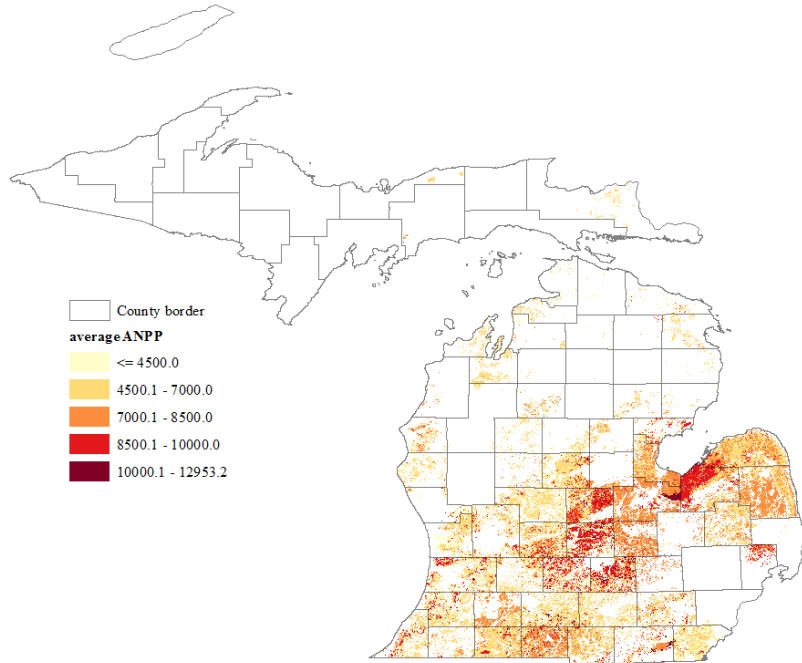 County border
average ANPP
<= 4500.0
4500.1 - 7000.0
7000.1 - 8500.0
8500.1 - 10000.0
10000.1 - 12953.2